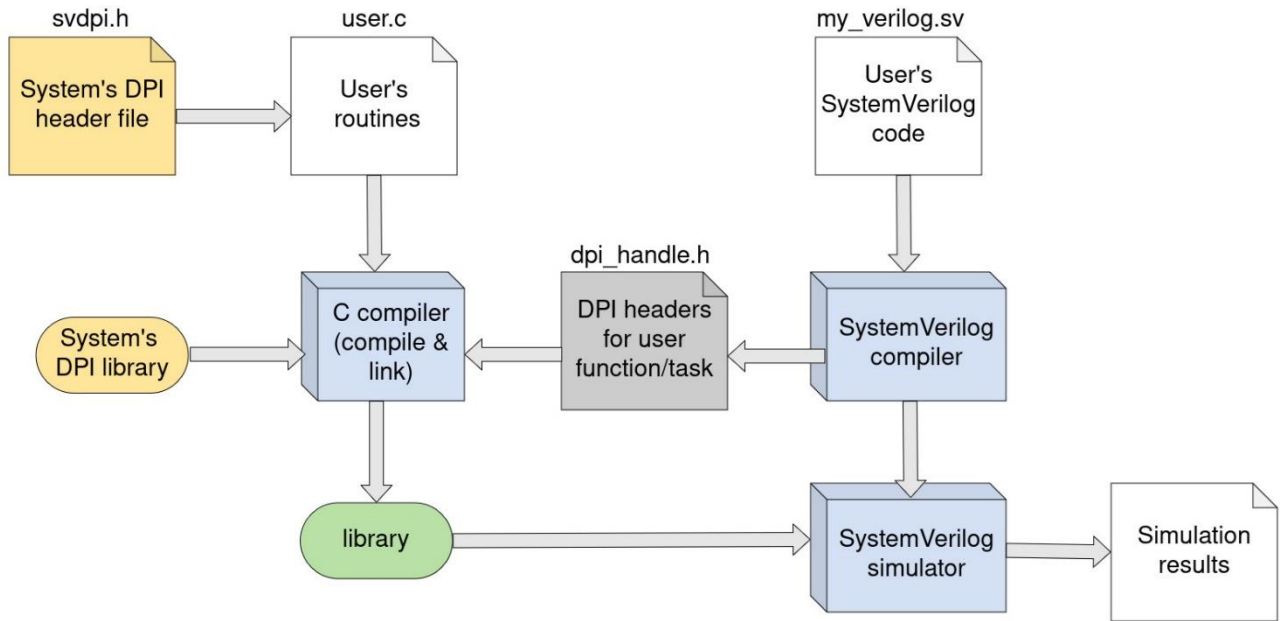 svdpi.h
user.c
my_verilog.sv
System's DPI
header file
User's
routines
User's
SystemVerilog
code
dpi_handle.h
System's
DPI library
C compiler
(compile &
link)
DPI headers
for user
function/task
SystemVerilog
compiler
library
SystemVerilog
simulator
Simulation
results